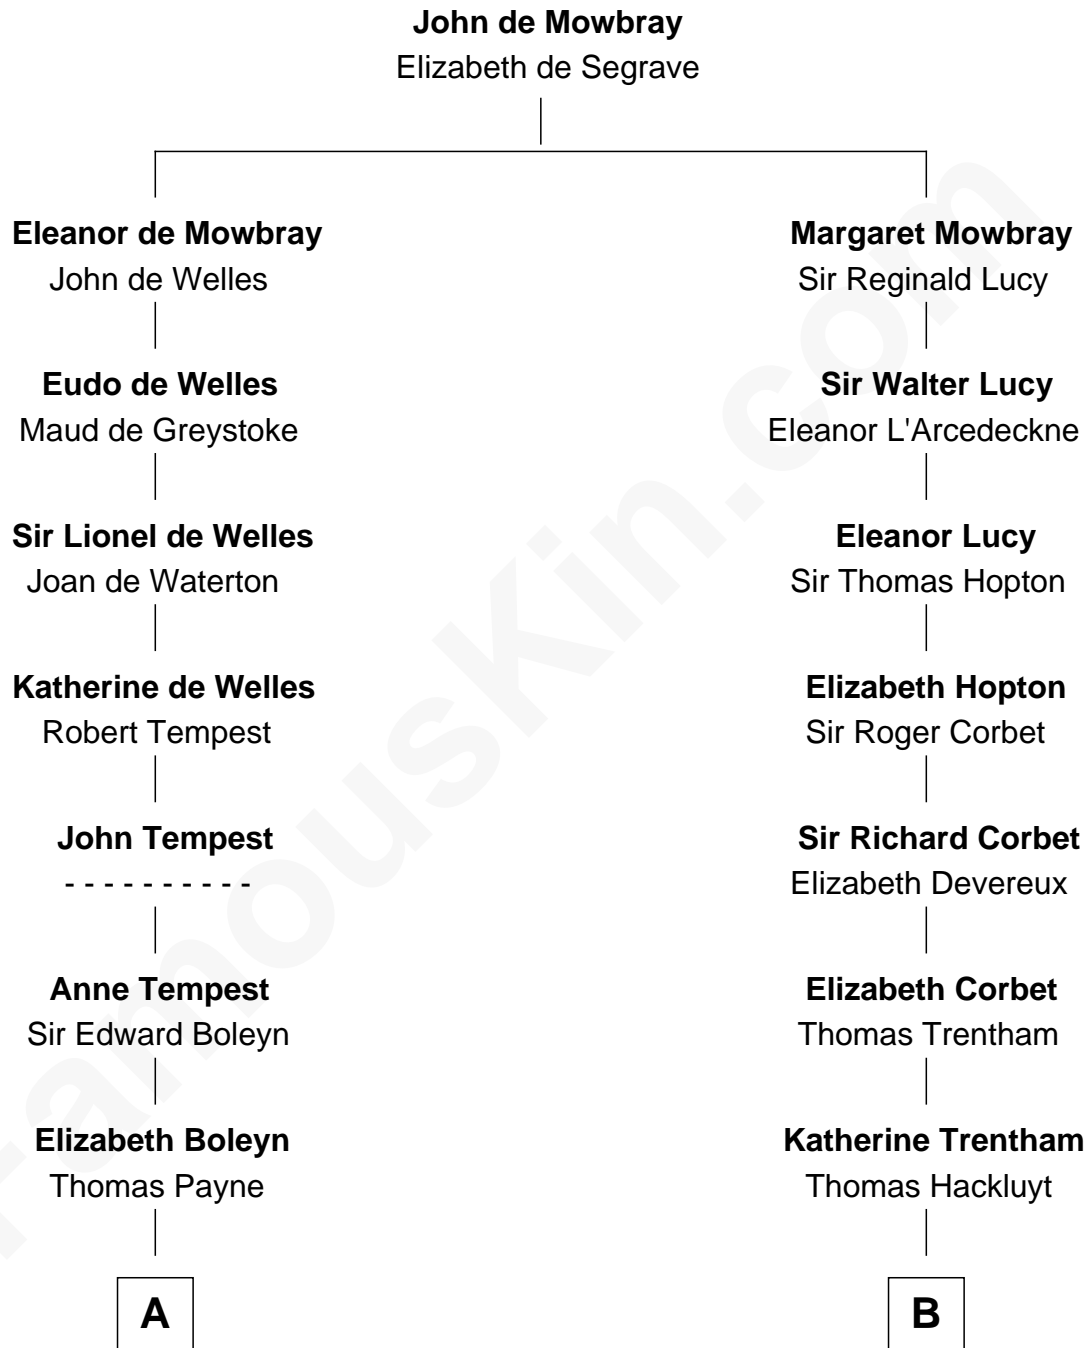 John de Mowbray
Elizabeth de Segrave
Eleanor de Mowbray
John de Welles
Margaret Mowbray
Sir Reginald Lucy
Eudo de Welles
Maud de Greystoke
Sir Walter Lucy
Eleanor L'Arcedeckne
Sir Lionel de Welles
Joan de Waterton
Eleanor Lucy
Sir Thomas Hopton
Katherine de Welles
Robert Tempest
Elizabeth Hopton
Sir Roger Corbet
John Tempest
- - - - - - - - - -
Sir Richard Corbet
Elizabeth Devereux
Anne Tempest
Sir Edward Boleyn
Elizabeth Corbet
Thomas Trentham
Elizabeth Boleyn
Thomas Payne
Katherine Trentham
Thomas Hackluyt
A
B
FamousKin.com